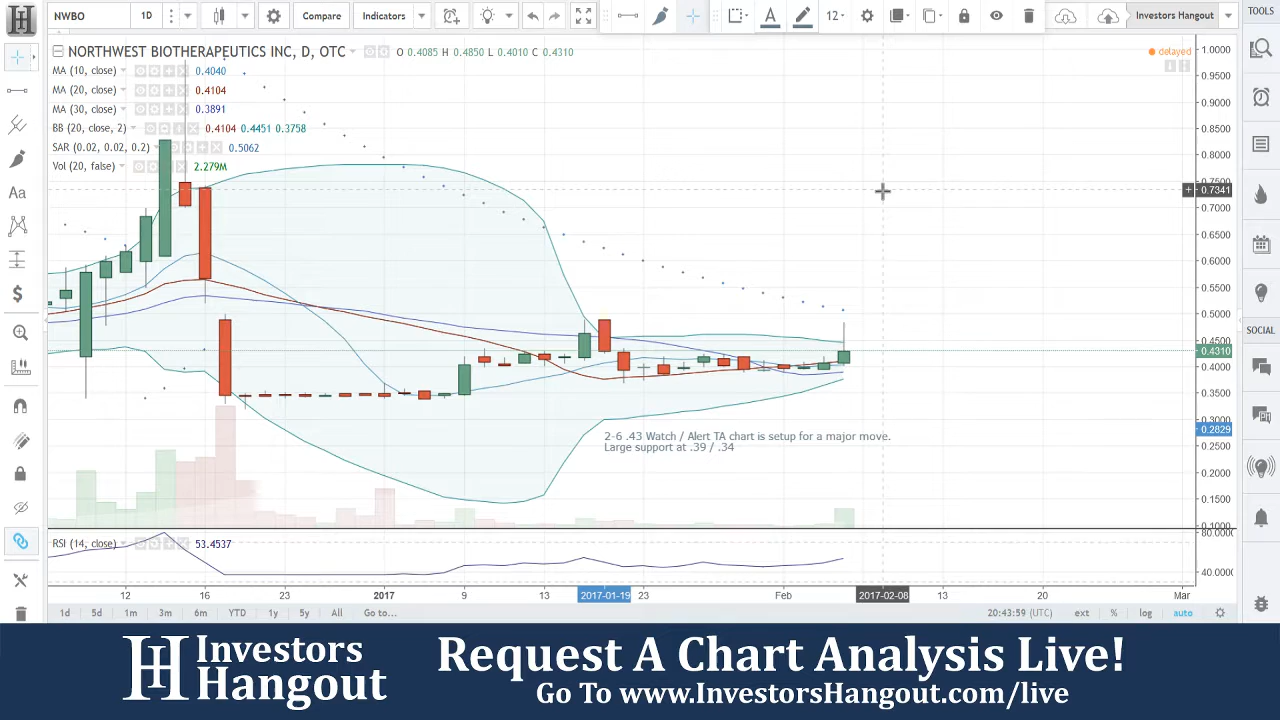 NWBO 1D Compare Indicators 12 Investors Hangout TOOLS
NORTHWEST BIOTHERAPEUTICS INC, D, OTC O 0.4085 H 0.4850 L 0.4010 C 0.4310
delayed
MA (10, close) 0.4040
MA (20, close) 0.4104
MA (30, close) 0.3891
BB (20, close, 2) 0.4104 0.4451 0.3758
SAR (0.02, 0.02, 0.2) 0.5062
Vol (20, false) 2.279M
1.0000
0.9500
0.9000
0.8500
0.8000
0.7500
+ 0.7341
0.7000
0.6500
0.6000
0.5500
0.5000
0.4500
0.4310
0.4000
0.3500
0.3000
0.2829
0.2500
0.2000
0.1500
0.1000
2-6 .43 Watch / Alert TA chart is setup for a major move.
Large support at .39 / .34
SOCIAL
Aa
$
RSI (14, close) 53.4537
80.0000
40.0000
12 16 23 2017 9 13 2017-01-19 23 Feb 2017-02-08 13 20 Mar
1d 5d 1m 3m 6m YTD 1y 5y All Go to... 20:43:59 (UTC) ext % log auto
H Investors
Hangout
Request A Chart Analysis Live!
Go To www.InvestorsHangout.com/live